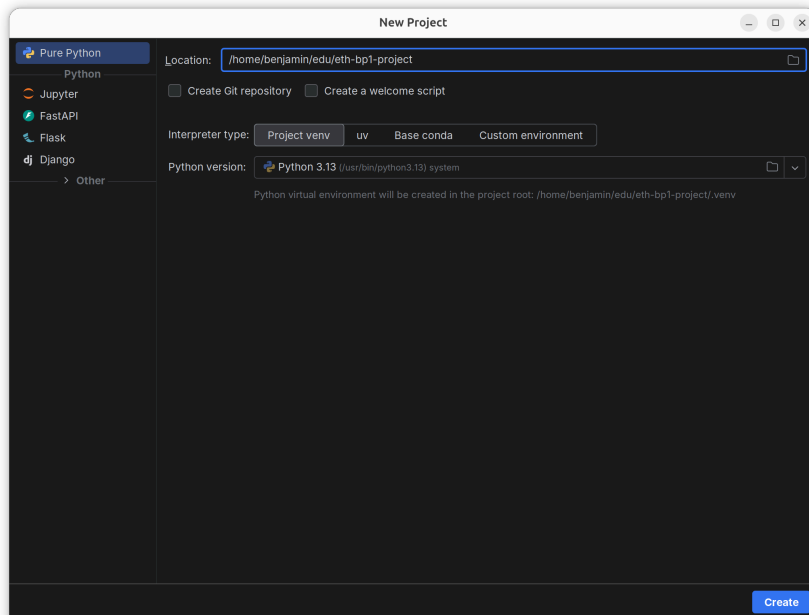 New Project
Pure Python
Python
Jupyter
FastAPI
Flask
dj Django
Other
Location: /home/benjamin/edu/eth-bp1-project
Create Git repository Create a welcome script
Interpreter type: Project venv uv Base conda Custom environment
Python version: Python 3.13 (/usr/bin/python3.13) system
Python virtual environment will be created in the project root: /home/benjamin/edu/eth-bp1-project/.venv
Create